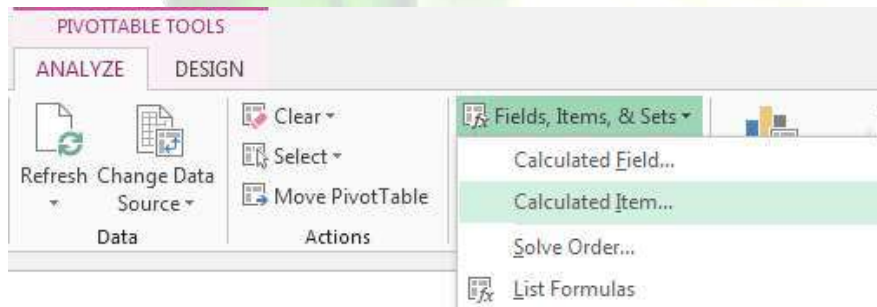 PIVOTTABLE TOOLS
ANALYZE
DESIGN
Refresh
Change Data
Source
Data
Clear
Select
Move PivotTable
Actions
Fields, Items, & Sets
Calculated Field...
Calculated Item...
Solve Order...
List Formulas